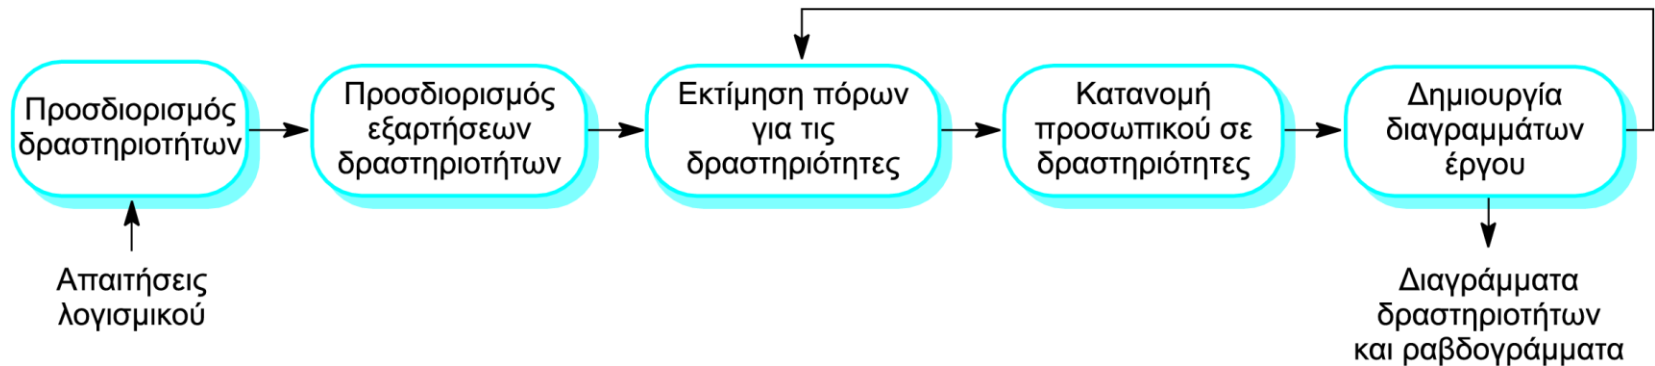 Προσδιορισμός
δραστηριοτήτων
Προσδιορισμός
εξαρτήσεων
δραστηριοτήτων
Εκτίμηση πόρων
για τις
δραστηριότητες
Κατανομή
προσωπικού σε
δραστηριότητες
Δημιουργία
διαγραμμάτων
έργου
Απαιτήσεις
λογισμικού
Διαγράμματα
δραστηριοτήτων
και ραβδογράμματα